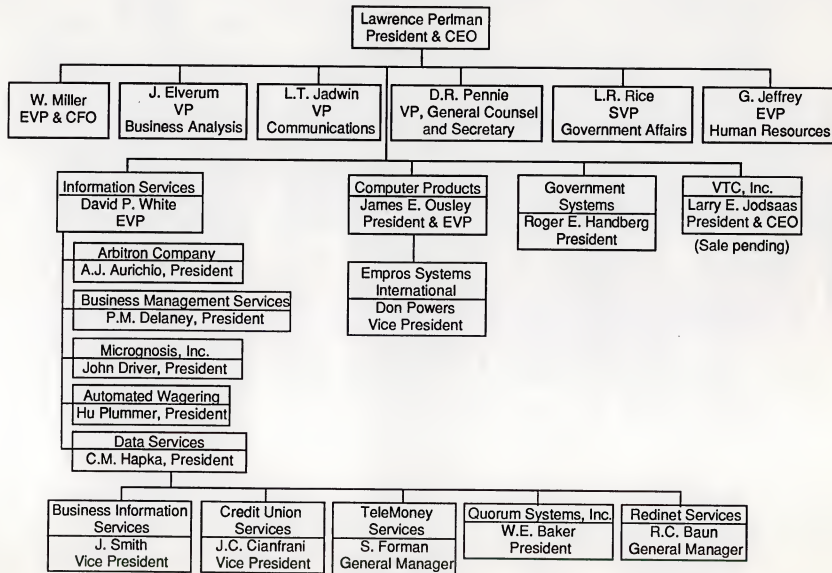 Lawrence Perlman
President & CEO
W. Miller
EVP & CFO
J. Elverum
VP
Business Analysis
L.T. Jadwin
VP
Communications
D.R. Pennie
VP, General Counsel
and Secretary
L.R. Rice
SVP
Government Affairs
G. Jeffrey
EVP
Human Resources
Information Services
David P. White
EVP
Computer Products
James E. Ousley
President & EVP
Government
Systems
Roger E. Handberg
President
VTC, Inc.
Larry E. Jodsaas
President & CEO
(Sale pending)
Empros Systems
International
Don Powers
Vice President
Arbitron Company
A.J. Aurichio, President
Business Management Services
P.M. Delaney, President
Micrognosis, Inc.
John Driver, President
Automated Wagering
Hu Plummer, President
Data Services
C.M. Hapka, President
Business Information
Services
J. Smith
Vice President
Credit Union
Services
J.C. Cianfrani
Vice President
TeleMoney
Services
S. Forman
General Manager
Quorum Systems, Inc.
W.E. Baker
President
Redinet Services
R.C. Baun
General Manager